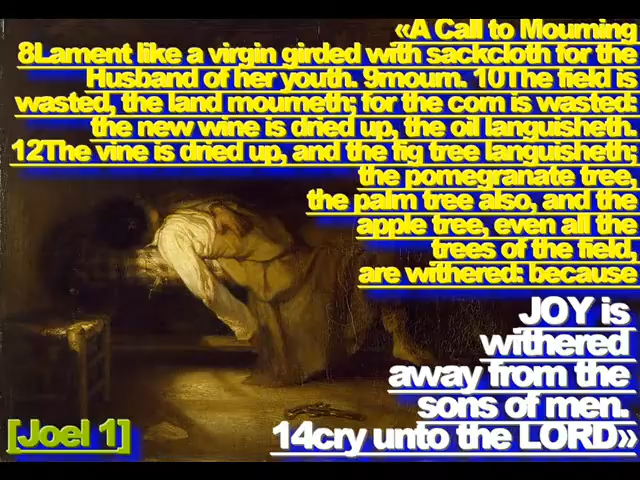 «A Call to Mourning
8Lament like a virgin girded with sackcloth for the
Husband of her youth. 9mourn. 10The field is
wasted, the land mourneth; for the corn is wasted:
the new wine is dried up, the oil languisheth.
12The vine is dried up, and the fig tree languisheth;
the pomegranate tree,
the palm tree also, and the
apple tree, even all the
trees of the field,
are withered: because
JOY is
withered
away from the
sons of men.
14cry unto the LORD»
[Joel 1]